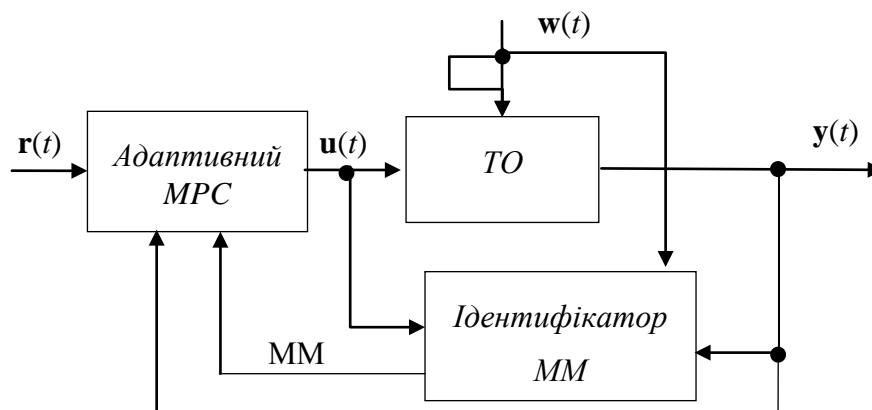 w(t)
r(t)
Адаптивний
МРС
u(t)
ТО
y(t)
Ідентифікатор
ММ
ММ